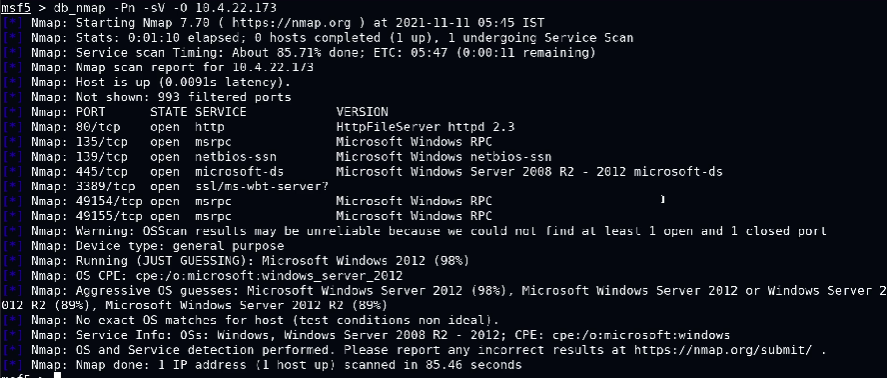 msf5 > db_nmap -Pn -sV -O 10.4.22.173
[*] Nmap: Starting Nmap 7.70 ( https://nmap.org ) at 2021-11-11 05:45 IST
[*] Nmap: Stats: 0:01:10 elapsed; 0 hosts completed (1 up), 1 undergoing Service Scan
[*] Nmap: Service scan Timing: About 85.71% done; ETC: 05:47 (0:00:11 remaining)
[*] Nmap: Nmap scan report for 10.4.22.173
[*] Nmap: Host is up (0.0091s latency).
[*] Nmap: Not shown: 993 filtered ports
[*] Nmap: PORT      STATE SERVICE            VERSION
[*] Nmap: 80/tcp    open  http               HttpFileServer httpd 2.3
[*] Nmap: 135/tcp   open  msrpc              Microsoft Windows RPC
[*] Nmap: 139/tcp   open  netbios-ssn        Microsoft Windows netbios-ssn
[*] Nmap: 445/tcp   open  microsoft-ds       Microsoft Windows Server 2008 R2 - 2012 microsoft-ds
[*] Nmap: 3389/tcp  open  ssl/ms-wbt-server?
[*] Nmap: 49154/tcp open  msrpc              Microsoft Windows RPC
[*] Nmap: 49155/tcp open  msrpc              Microsoft Windows RPC
[*] Nmap: Warning: OSScan results may be unreliable because we could not find at least 1 open and 1 closed port
[*] Nmap: Device type: general purpose
[*] Nmap: Running (JUST GUESSING): Microsoft Windows 2012 (98%)
[*] Nmap: OS CPE: cpe:/o:microsoft:windows_server_2012
[*] Nmap: Aggressive OS guesses: Microsoft Windows Server 2012 (98%), Microsoft Windows Server 2012 or Windows Server 2
012 R2 (89%), Microsoft Windows Server 2012 R2 (89%)
[*] Nmap: No exact OS matches for host (test conditions non ideal).
[*] Nmap: Service Info: OSs: Windows, Windows Server 2008 R2 - 2012; CPE: cpe:/o:microsoft:windows
[*] Nmap: OS and Service detection performed. Please report any incorrect results at https://nmap.org/submit/ .
[*] Nmap: Nmap done: 1 IP address (1 host up) scanned in 85.46 seconds
msf5 >